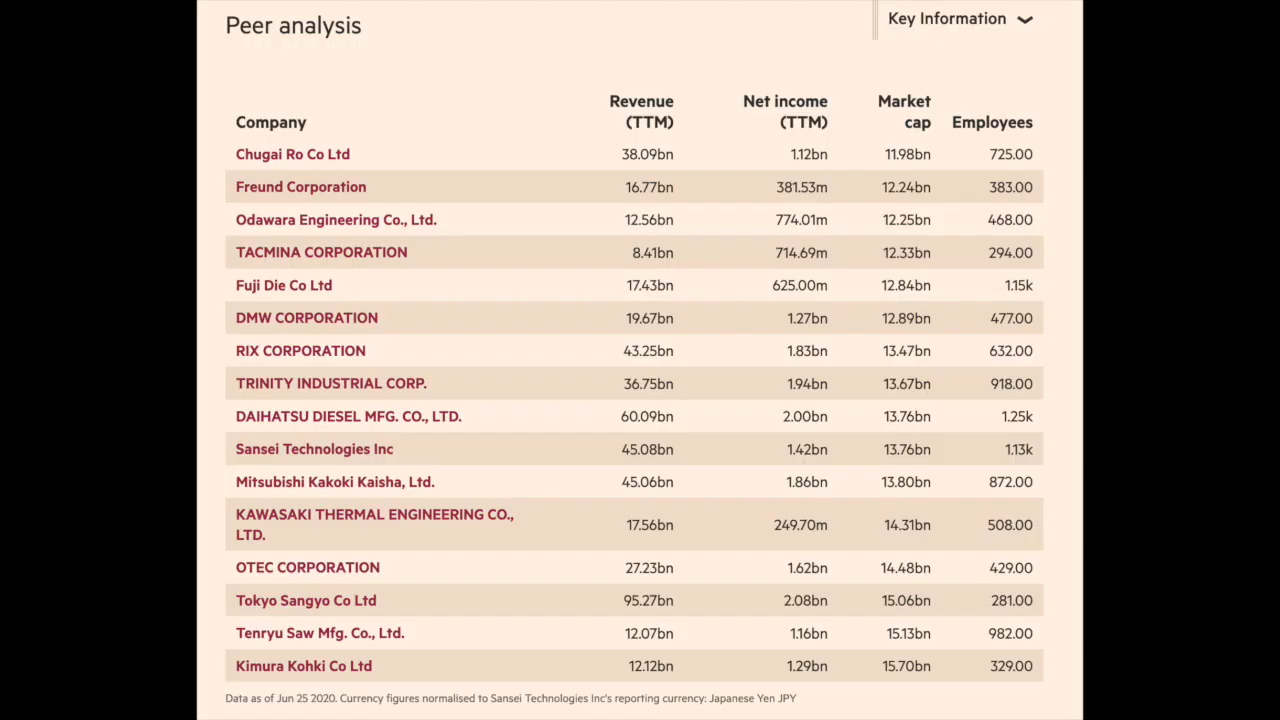 Peer analysis
Key Information
Company Revenue (TTM) Net income (TTM) Market cap Employees
Chugai Ro Co Ltd 38.09bn 1.12bn 11.98bn 725.00
Freund Corporation 16.77bn 381.53m 12.24bn 383.00
Odawara Engineering Co., Ltd. 12.56bn 774.01m 12.25bn 468.00
TACMINA CORPORATION 8.41bn 714.69m 12.33bn 294.00
Fuji Die Co Ltd 17.43bn 625.00m 12.84bn 1.15k
DMW CORPORATION 19.67bn 1.27bn 12.89bn 477.00
RIX CORPORATION 43.25bn 1.83bn 13.47bn 632.00
TRINITY INDUSTRIAL CORP. 36.75bn 1.94bn 13.67bn 918.00
DAIHATSU DIESEL MFG. CO., LTD. 60.09bn 2.00bn 13.76bn 1.25k
Sansei Technologies Inc 45.08bn 1.42bn 13.76bn 1.13k
Mitsubishi Kakoki Kaisha, Ltd. 45.06bn 1.86bn 13.80bn 872.00
KAWASAKI THERMAL ENGINEERING CO., LTD. 17.56bn 249.70m 14.31bn 508.00
OTEC CORPORATION 27.23bn 1.62bn 14.48bn 429.00
Tokyo Sangyo Co Ltd 95.27bn 2.08bn 15.06bn 281.00
Tenryu Saw Mfg. Co., Ltd. 12.07bn 1.16bn 15.13bn 982.00
Kimura Kohki Co Ltd 12.12bn 1.29bn 15.70bn 329.00
Data as of Jun 25 2020. Currency figures normalised to Sansei Technologies Inc's reporting currency: Japanese Yen JPY